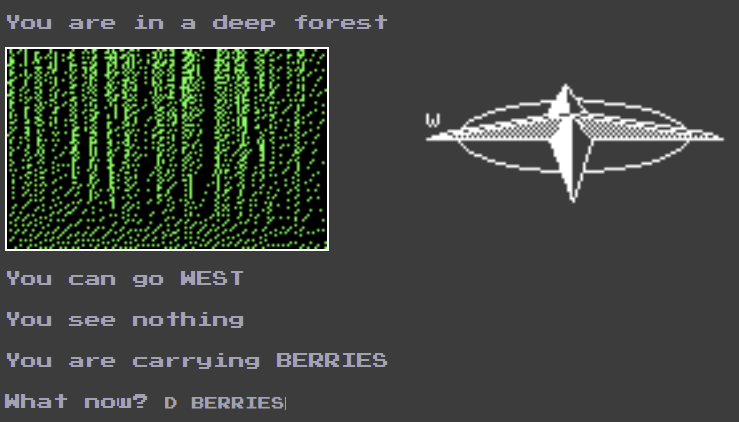 You are in a deep forest
W
You can go WEST
You see nothing
You are carrying BERRIES
What now? D BERRIES